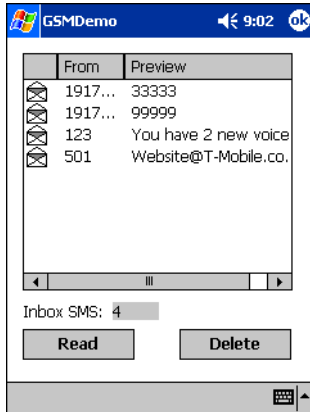 GSMDemo 9:02 ok
From Preview
1917... 33333
1917... 99999
123 You have 2 new voice
501 Website@T-Mobile.co.
Inbox SMS: 4
Read Delete